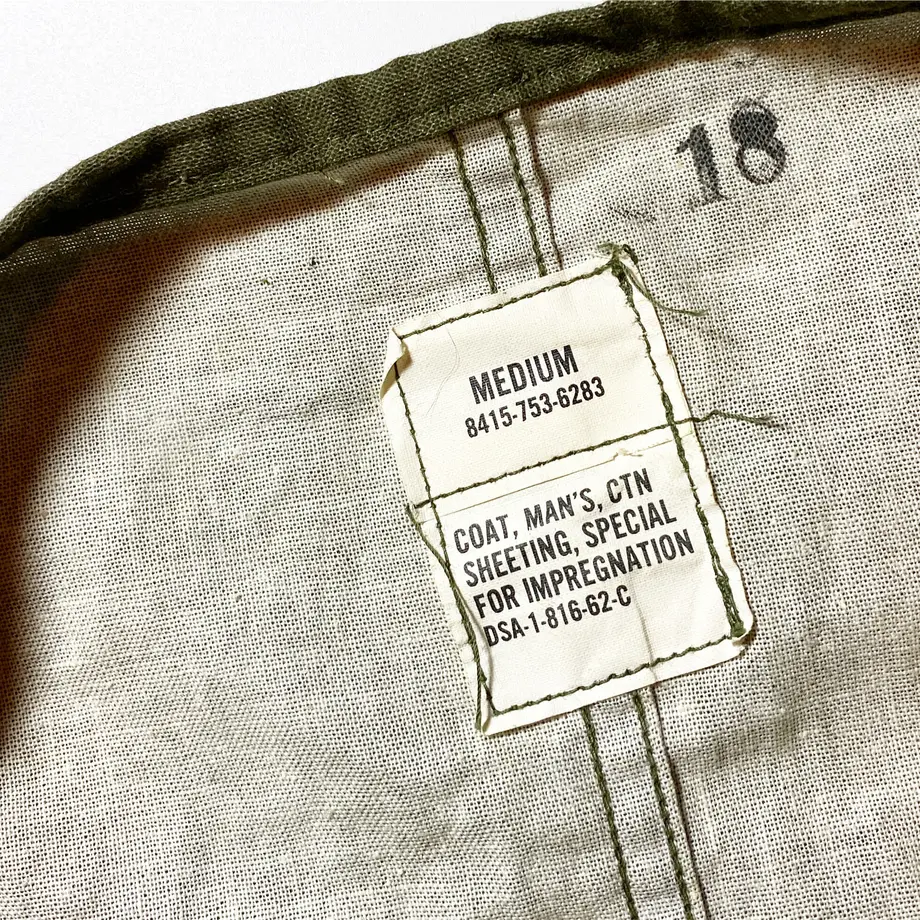 18
MEDIUM
8415-753-6283
COAT, MAN'S, CTN
SHEETING, SPECIAL
FOR IMPREGNATION
DSA-1-816-62-C